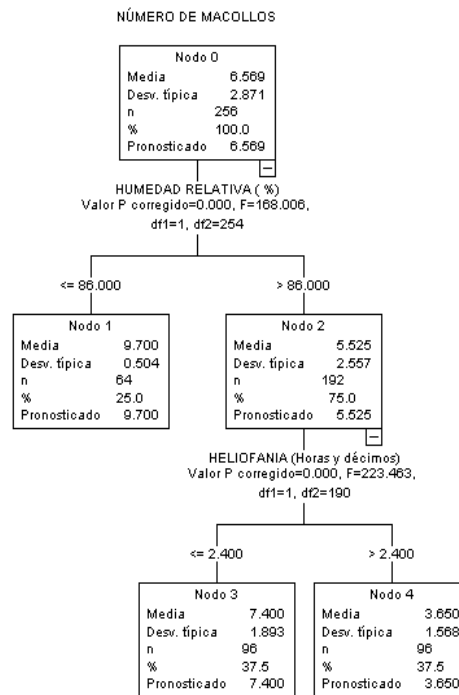 NÚMERO DE MACOLLOS
Nodo 0
Media 6.569
Desv. típica 2.871
n 256
% 100.0
Pronosticado 6.569
HUMEDAD RELATIVA ( %)
Valor P corregido=0.000, F=168.006,
df1=1, df2=254
<= 86.000
> 86.000
Nodo 1
Media 9.700
Desv. típica 0.504
n 64
% 25.0
Pronosticado 9.700
Nodo 2
Media 5.525
Desv. típica 2.557
n 192
% 75.0
Pronosticado 5.525
HELIOFANIA (Horas y décimos)
Valor P corregido=0.000, F=223.463,
df1=1, df2=190
<= 2.400
> 2.400
Nodo 3
Media 7.400
Desv. típica 1.893
n 96
% 37.5
Pronosticado 7.400
Nodo 4
Media 3.650
Desv. típica 1.568
n 96
% 37.5
Pronosticado 3.650